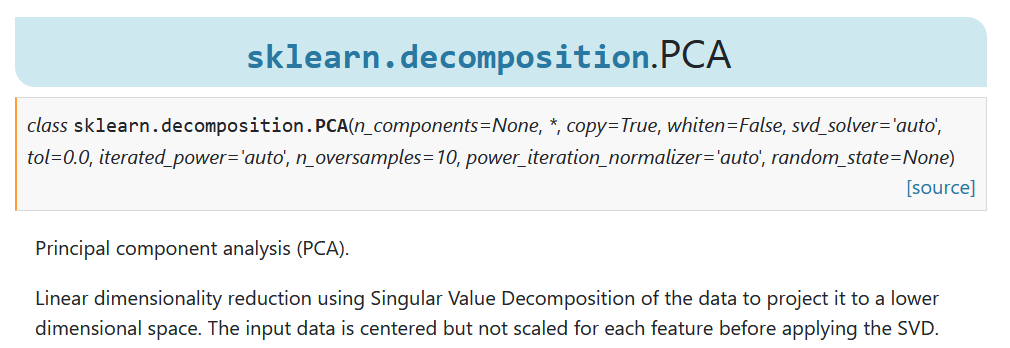 sklearn.decomposition.PCA
class sklearn.decomposition.PCA(n_components=None, *, copy=True, whiten=False, svd_solver='auto',
tol=0.0, iterated_power='auto', n_oversamples=10, power_iteration_normalizer='auto', random_state=None)
[source]
Principal component analysis (PCA).
Linear dimensionality reduction using Singular Value Decomposition of the data to project it to a lower
dimensional space. The input data is centered but not scaled for each feature before applying the SVD.